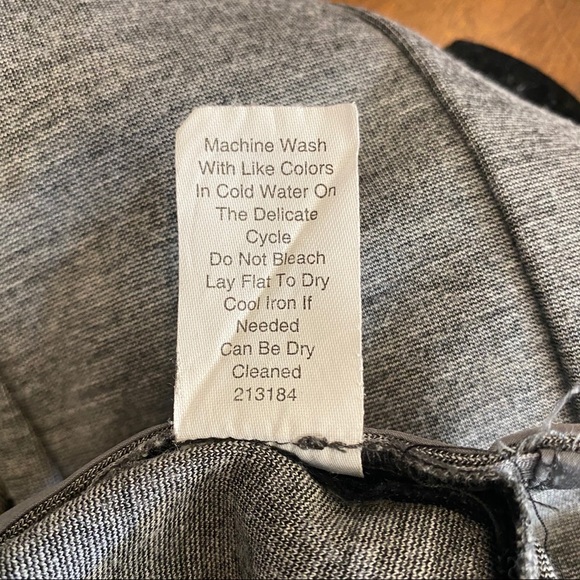 Machine Wash
With Like Colors
In Cold Water On
The Delicate
Cycle
Do Not Bleach
Lay Flat To Dry
Cool Iron If
Needed
Can Be Dry
Cleaned
213184